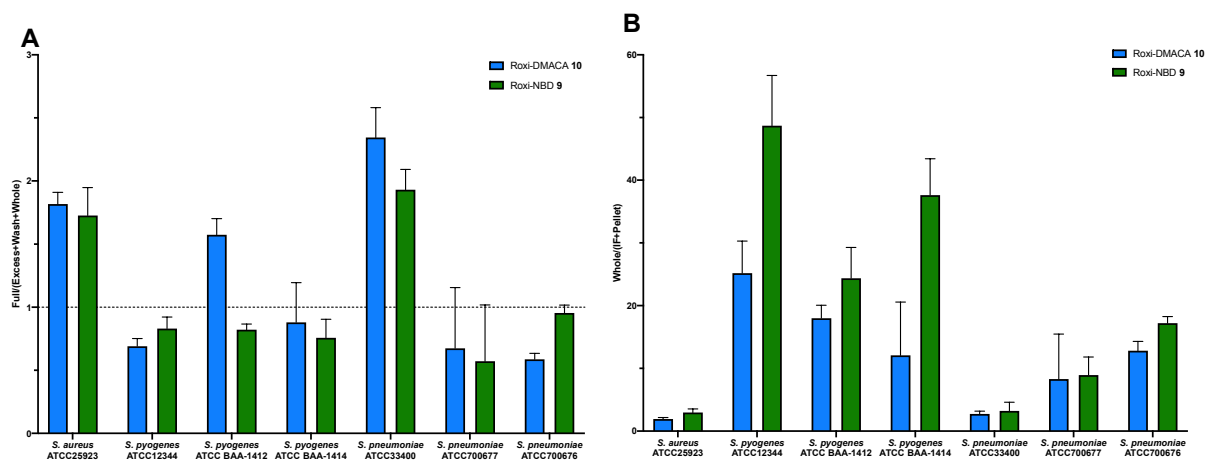 A
Full/(Excess+Wash+Whole)
3
2
1
0
Roxi-DMACA 10
Roxi-NBD 9
S. aureus
ATCC25923
S. pyogenes
ATCC12344
S. pyogenes
ATCC BAA-1412
S. pyogenes
ATCC BAA-1414
S. pneumoniae
ATCC33400
S. pneumoniae
ATCC700677
S. pneumoniae
ATCC700676
B
Whole/(IF+Pellet)
60
40
20
0
Roxi-DMACA 10
Roxi-NBD 9
S. aureus
ATCC25923
S. pyogenes
ATCC12344
S. pyogenes
ATCC BAA-1412
S. pyogenes
ATCC BAA-1414
S. pneumoniae
ATCC33400
S. pneumoniae
ATCC700677
S. pneumoniae
ATCC700676